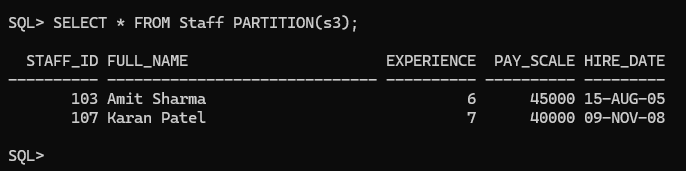 SQL> SELECT * FROM Staff PARTITION(s3);
STAFF_ID FULL_NAME EXPERIENCE PAY_SCALE HIRE_DATE
---------- ------------------------------ ---------- ---------- ---------
103 Amit Sharma 6 45000 15-AUG-05
107 Karan Patel 7 40000 09-NOV-08
SQL>